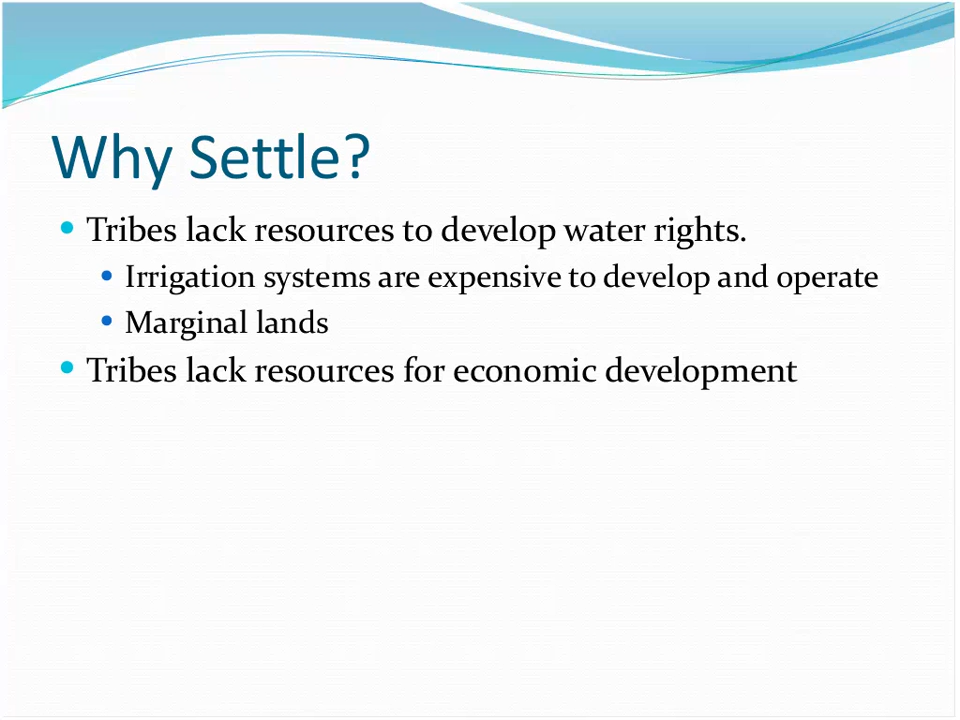 Why Settle?
Tribes lack resources to develop water rights.
Irrigation systems are expensive to develop and operate
Marginal lands
Tribes lack resources for economic development